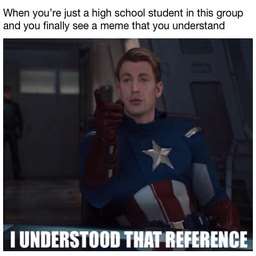 When you're just a high school student in this group
and you finally see a meme that you understand
I UNDERSTOOD THAT REFERENCE